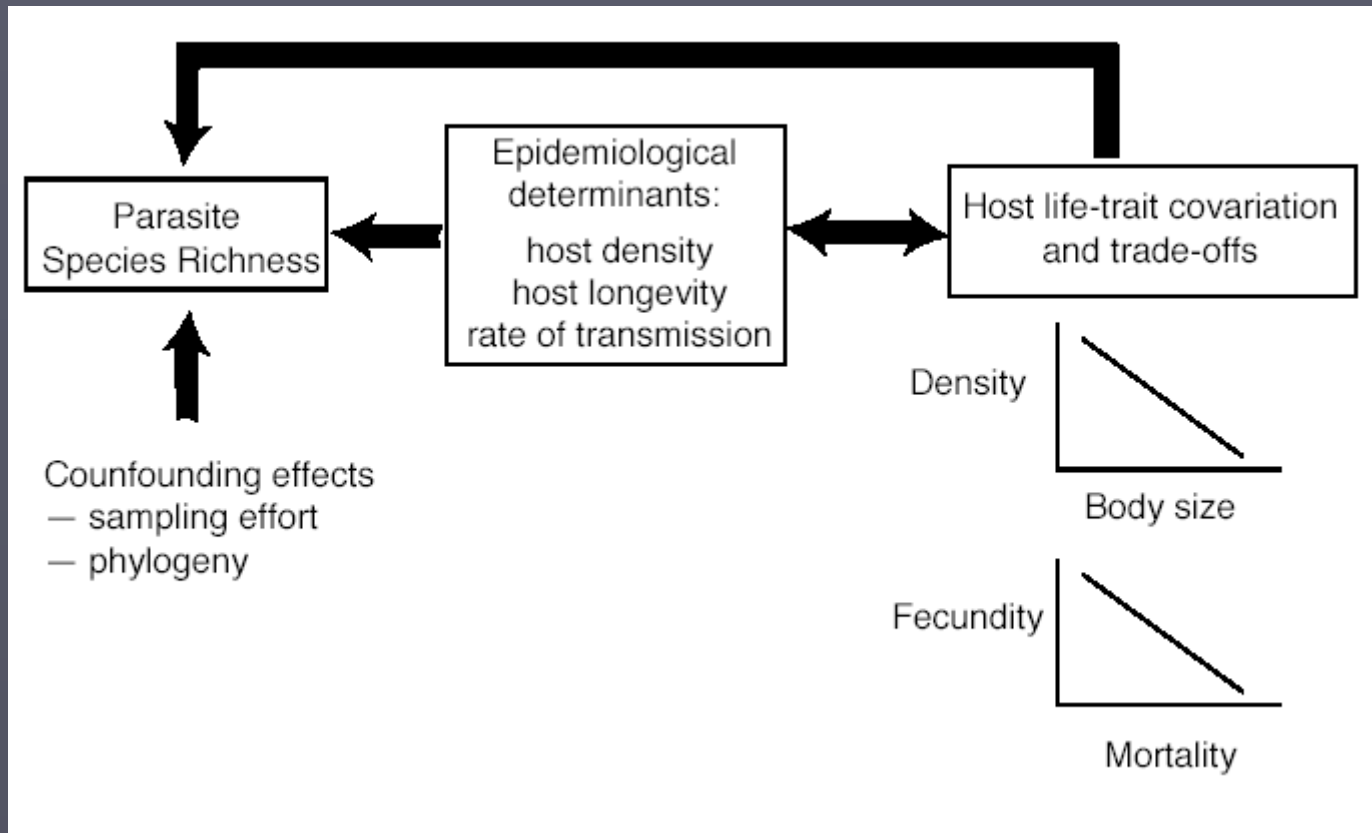 Parasite
Species Richness
Epidemiological
determinants:
host density
host longevity
rate of transmission
Host life-trait covariation
and trade-offs
Counfounding effects
— sampling effort
— phylogeny
Density
Body size
Fecundity
Mortality